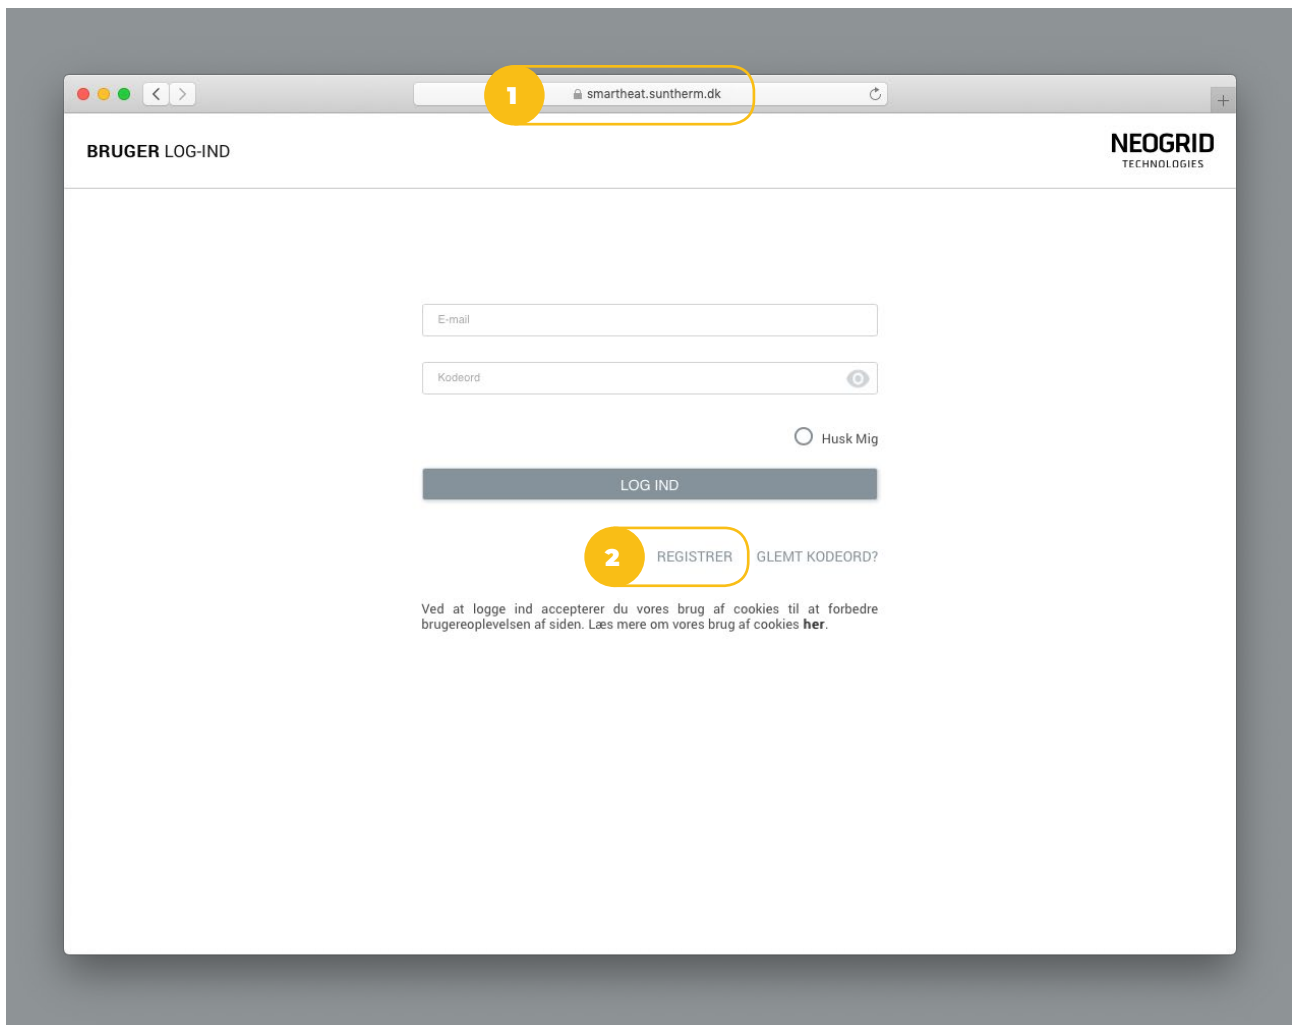 1 smartheat.suntherm.dk
BRUGER LOG-IND
NEOGRID
TECHNOLOGIES
E-mail
Kodeord
Husk Mig
LOG IND
2 REGISTRER GLEMT KODEORD?
Ved at logge ind accepterer du vores brug af cookies til at forbedre
brugereoplevelsen af siden. Læs mere om vores brug af cookies her.